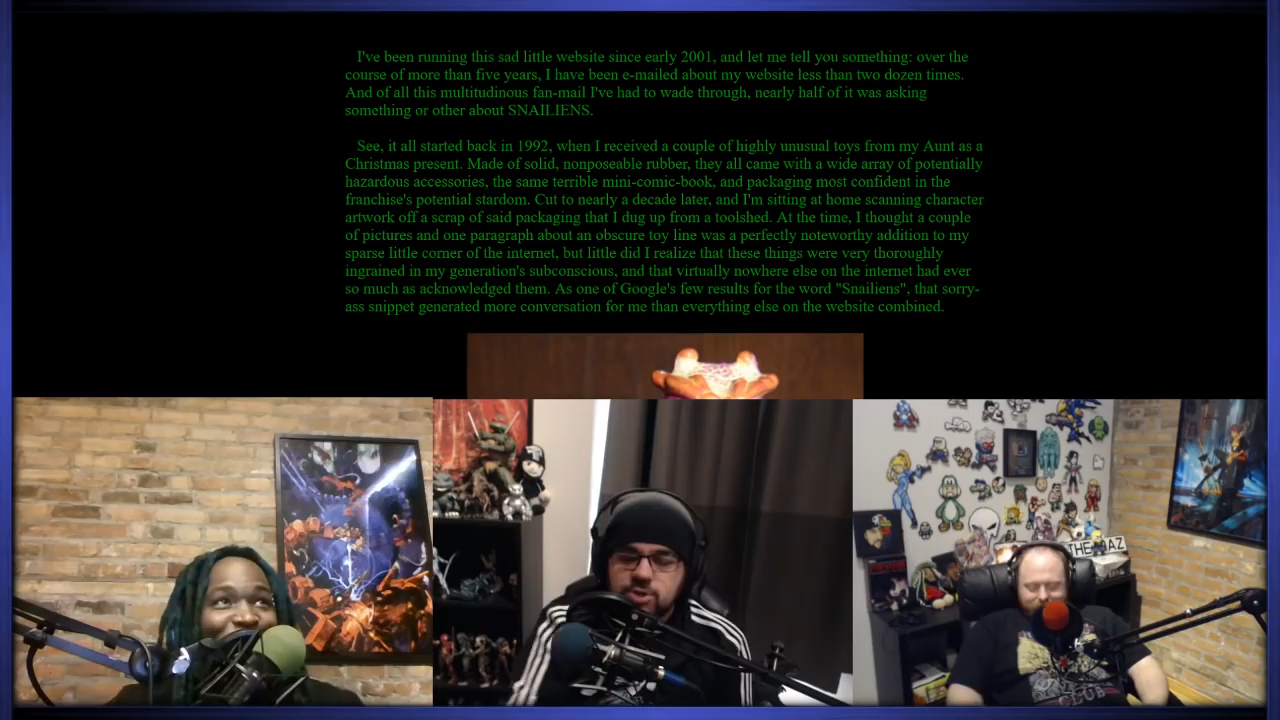 I've been running this sad little website since early 2001, and let me tell you something: over the
course of more than five years, I have been e-mailed about my website less than two dozen times.
And of all this multitudinous fan-mail I've had to wade through, nearly half of it was asking
something or other about SNAILIENS.
See, it all started back in 1992, when I received a couple of highly unusual toys from my Aunt as a
Christmas present. Made of solid, nonposeable rubber, they all came with a wide array of potentially
hazardous accessories, the same terrible mini-comic-book, and packaging most confident in the
franchise's potential stardom. Cut to nearly a decade later, and I'm sitting at home scanning character
artwork off a scrap of said packaging that I dug up from a toolshed. At the time, I thought a couple
of pictures and one paragraph about an obscure toy line was a perfectly noteworthy addition to my
sparse little corner of the internet, but little did I realize that these things were very thoroughly
ingrained in my generation's subconscious, and that virtually nowhere else on the internet had ever
so much as acknowledged them. As one of Google's few results for the word "Snailiens", that sorry-
ass snippet generated more conversation for me than everything else on the website combined.